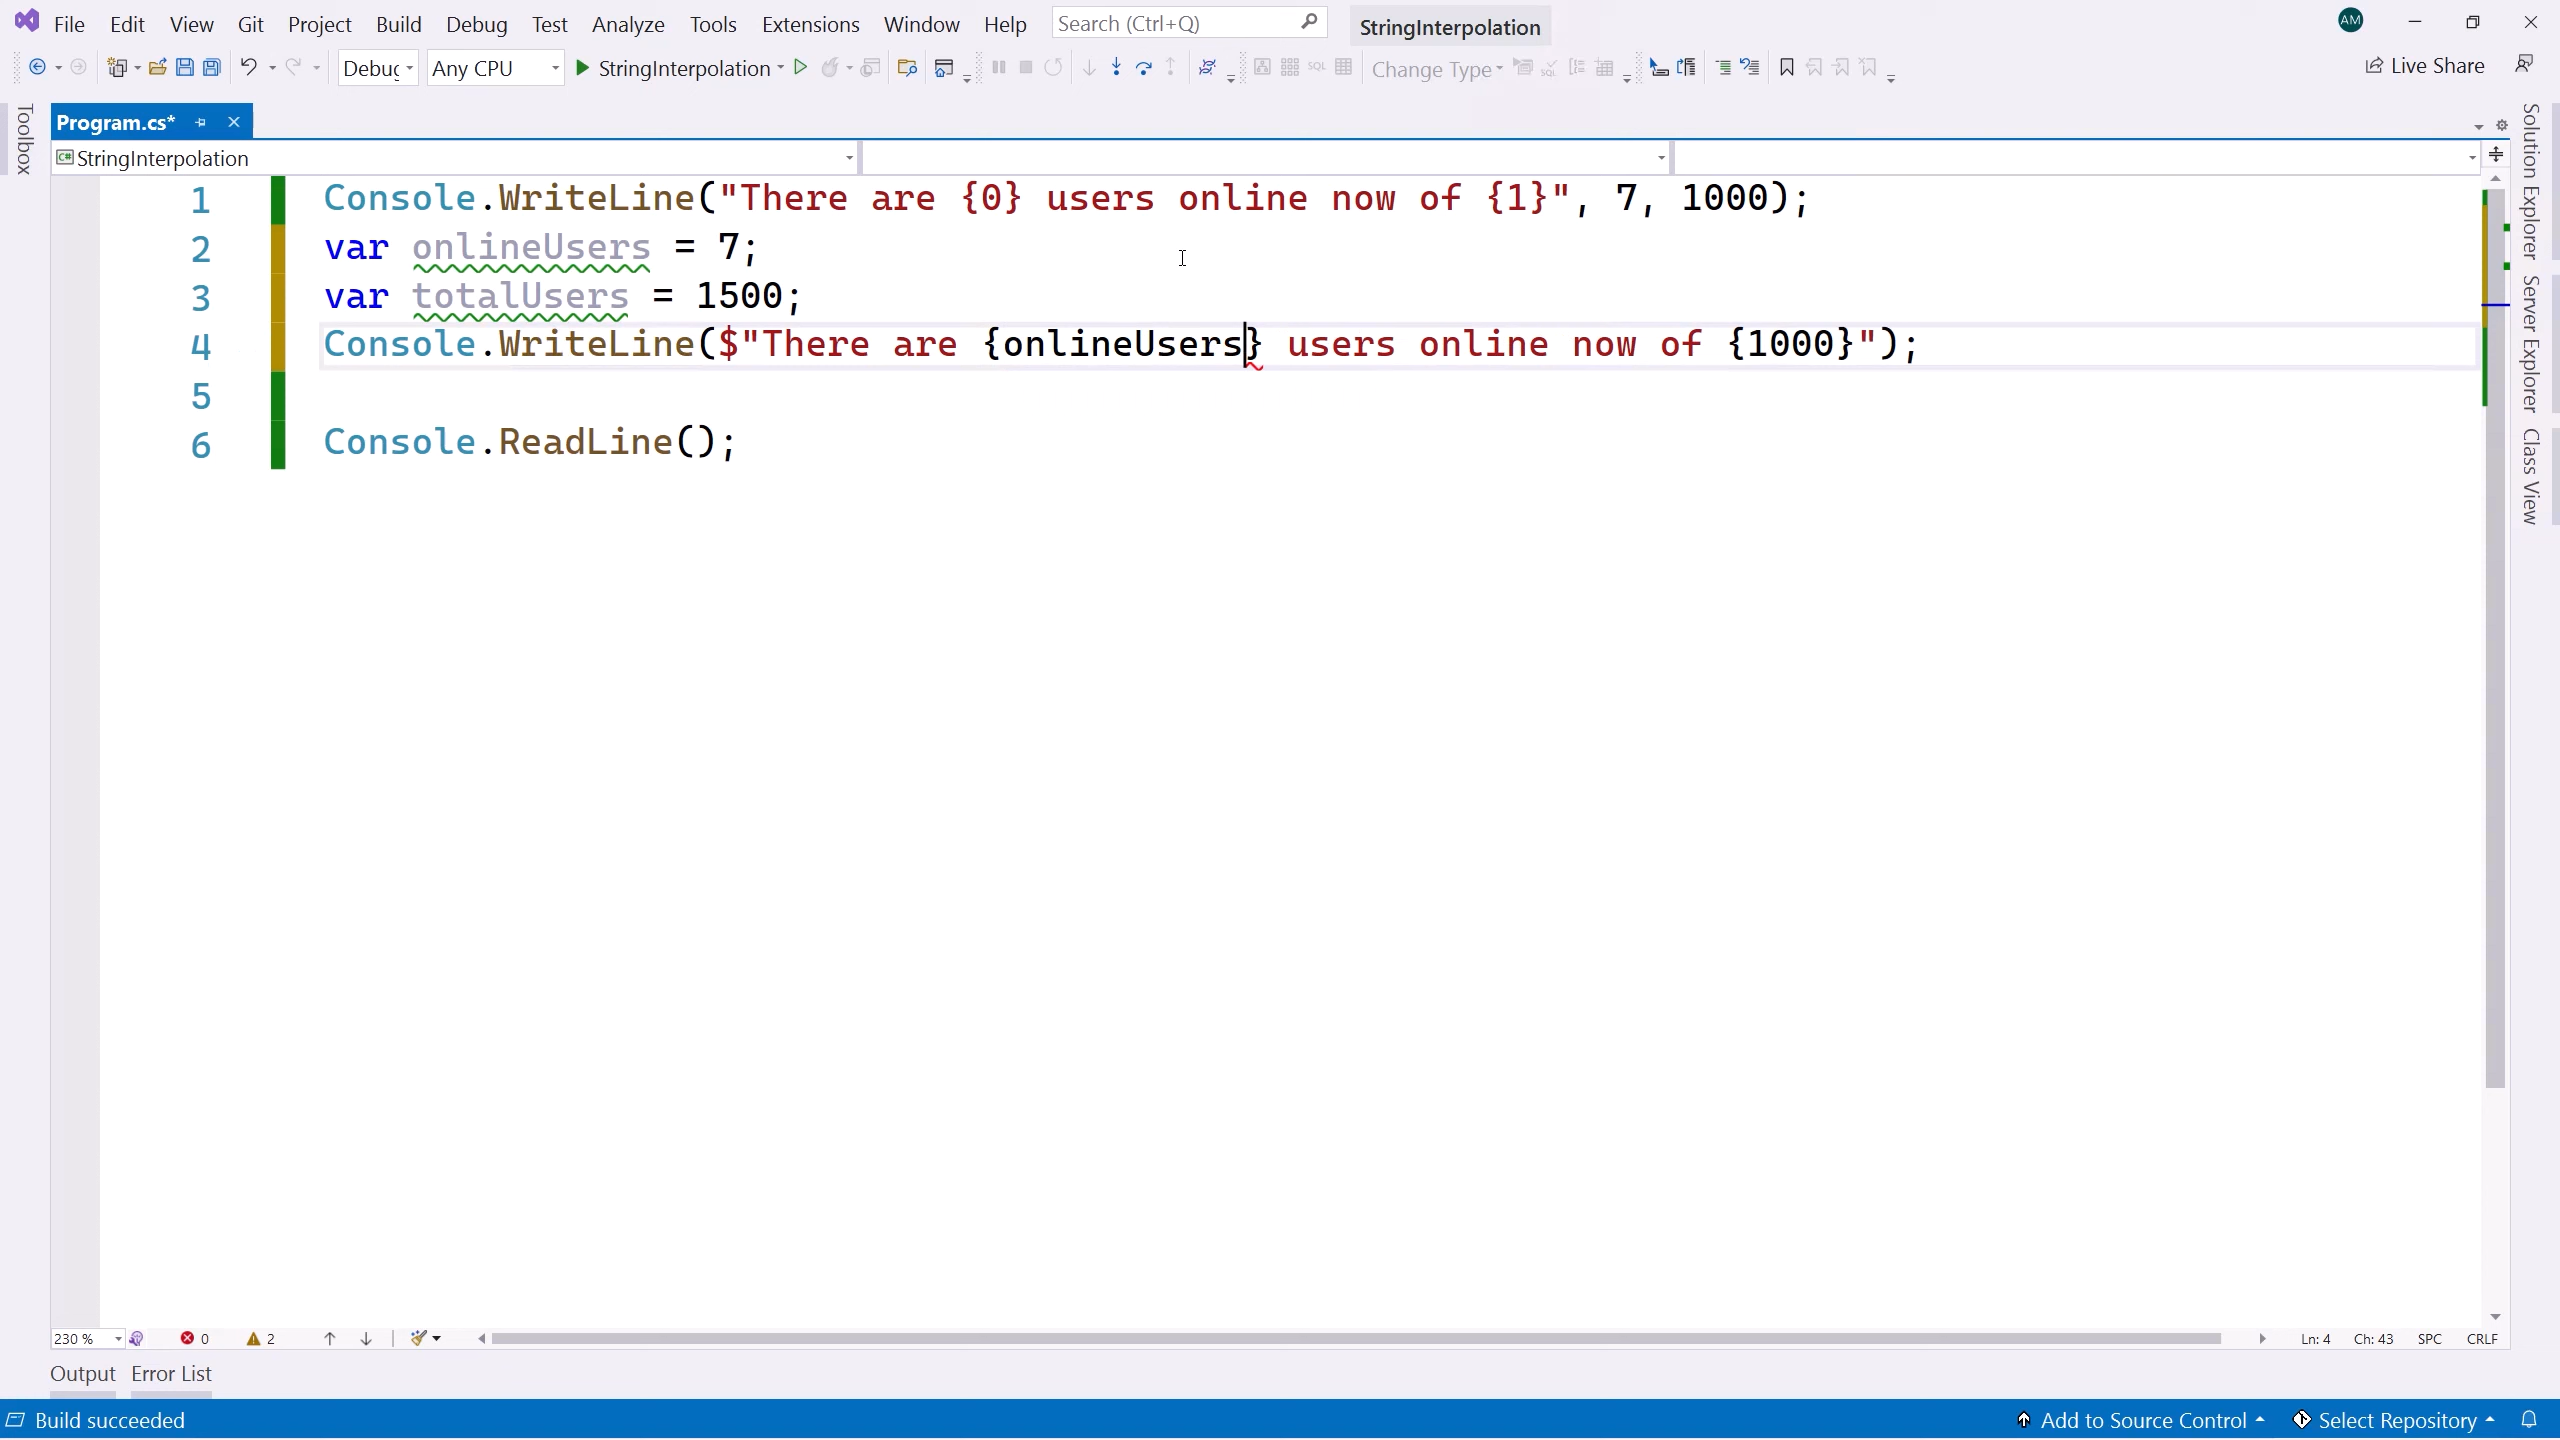 File Edit View Git Project Build Debug Test Analyze Tools Extensions Window Help Search (Ctrl+Q) StringInterpolation AM
Debug Any CPU StringInterpolation SQL Change Type SQL Live Share
Toolbox
Program.cs*
C# StringInterpolation
1 Console.WriteLine("There are {0} users online now of {1}", 7, 1000);
2 var onlineUsers = 7;
3 var totalUsers = 1500;
4 Console.WriteLine($"There are {onlineUsers} users online now of {1000}");
5
6 Console.ReadLine();
Solution Explorer
Server Explorer
Class View
230 % 0 2 Ln: 4 Ch: 43 SPC CRLF
Output Error List
Build succeeded Add to Source Control Select Repository